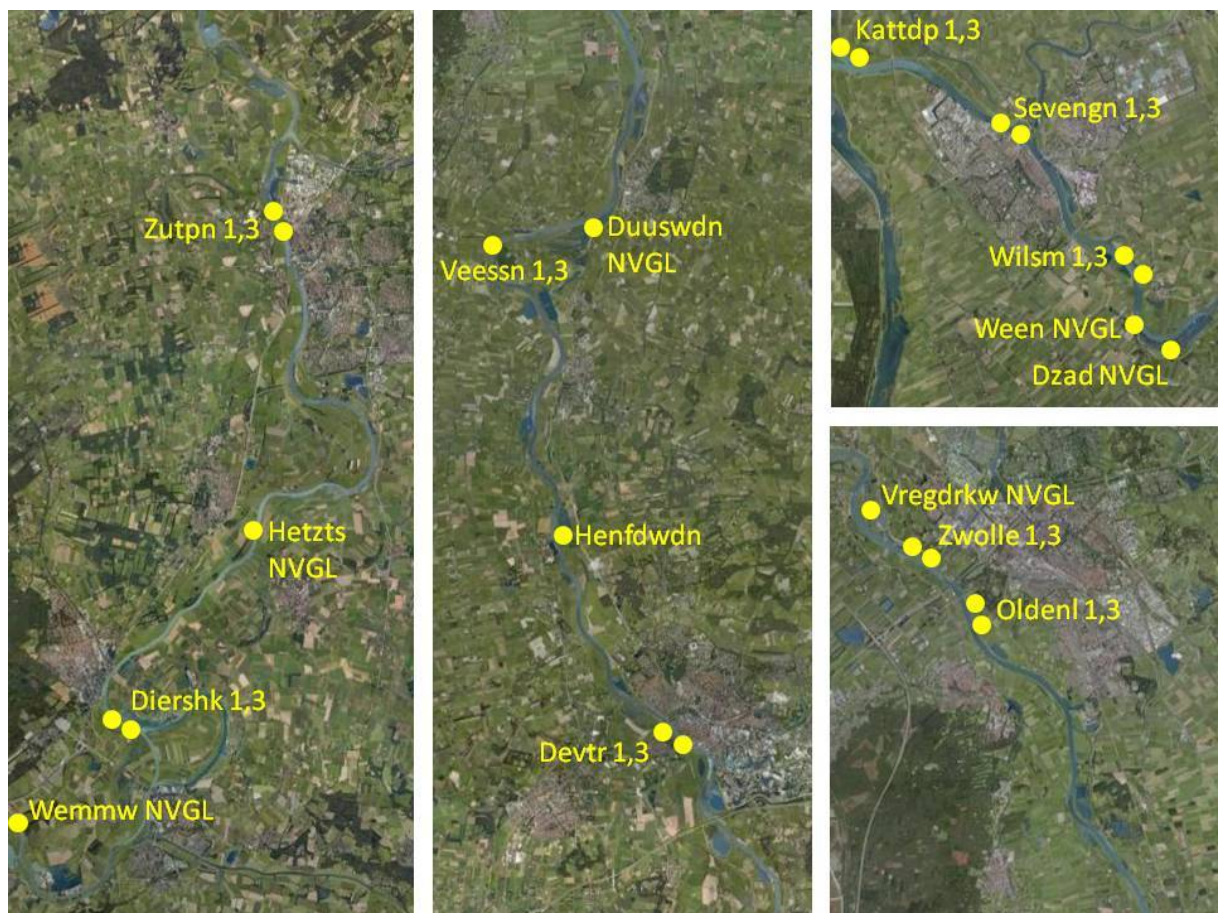 Zutpn 1,3
Hetzts
NVGL
Diershk 1,3
Wemmw NVGL
Duuswdn
NVGL
Veessn 1,3
Henfdwdn
Devtr 1,3
Kattdp 1,3
Sevengn 1,3
Wilsm 1,3
Ween NVGL
Dzad NVGL
Vregdrkw NVGL
Zwolle 1,3
Oldenl 1,3